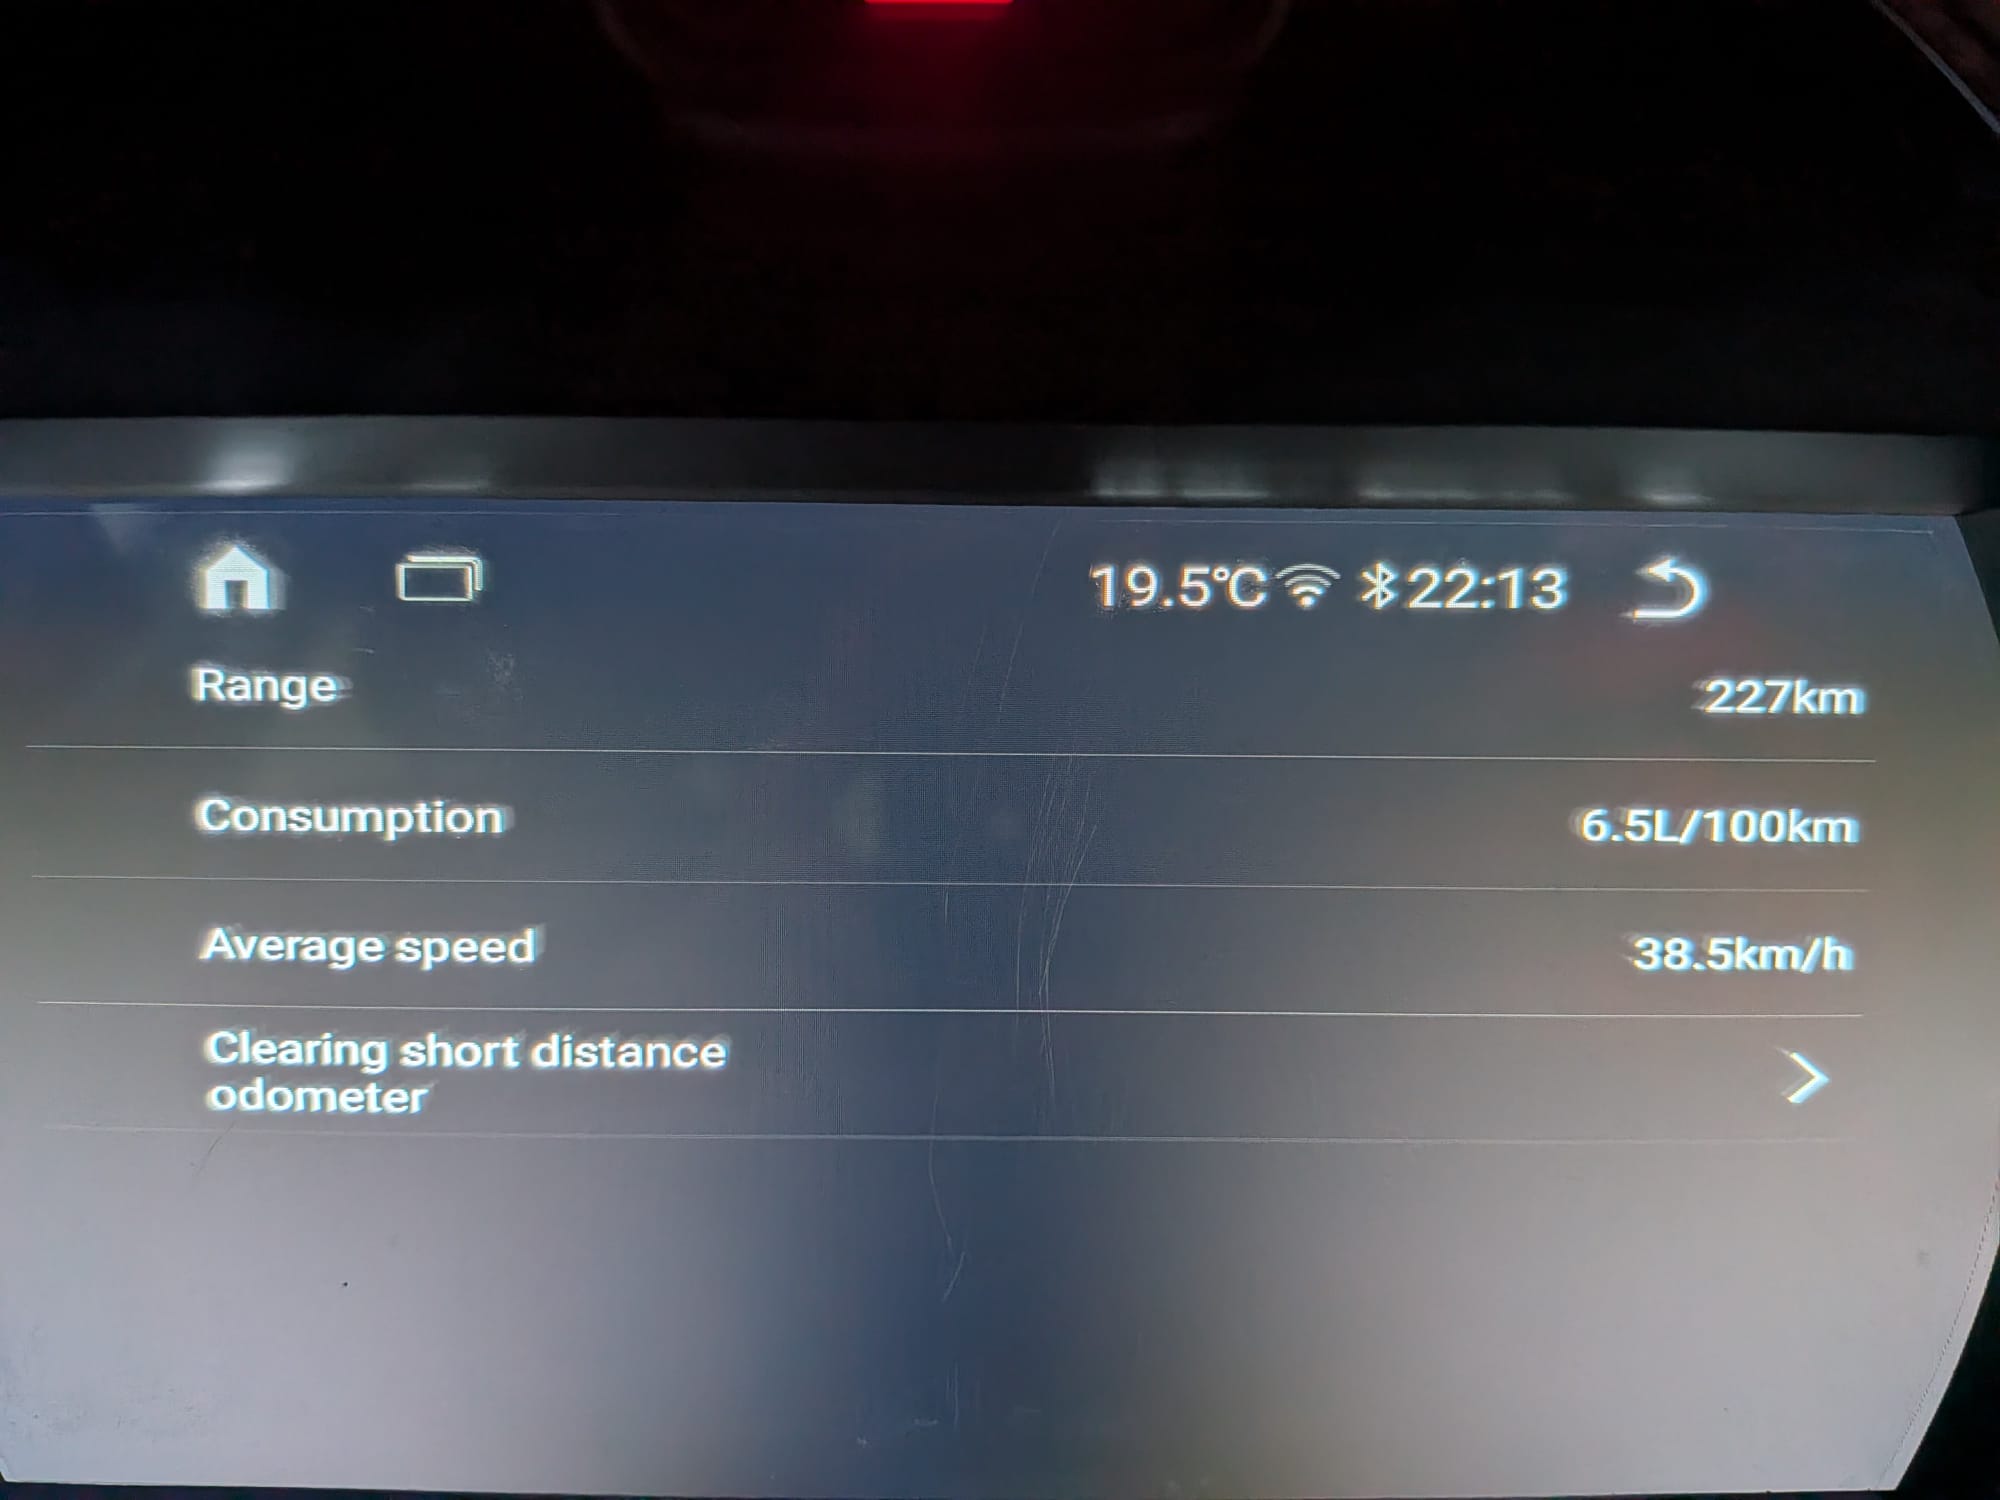 19.5°C 22:13
Range 227km
Consumption 6.5L/100km
Average speed 38.5km/h
Clearing short distance
odometer